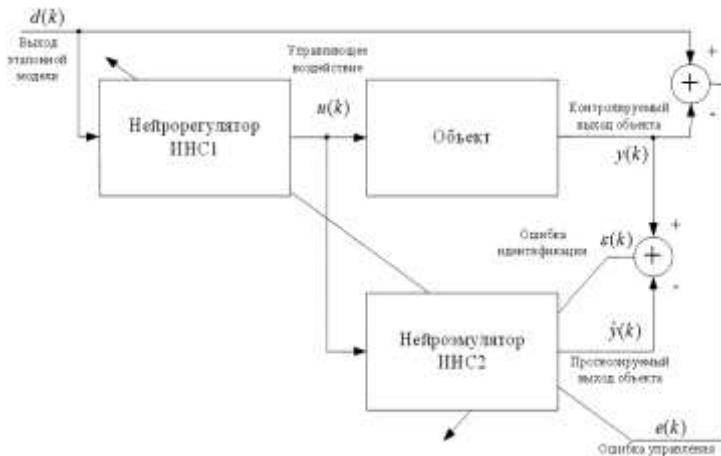 d(k)
Выход
эталонной
модели
Управляющее
воздействие
+
+
-
Нейрорегулятор
ИНС1
u(k)
Объект
Контролируемый
выход объекта
y(k)
Ошибка
идентификации
ε(k)
+
+
-
Нейроэмулятор
ИНС2
ŷ(k)
Прогнозируемый
выход объекта
e(k)
Ошибка управления